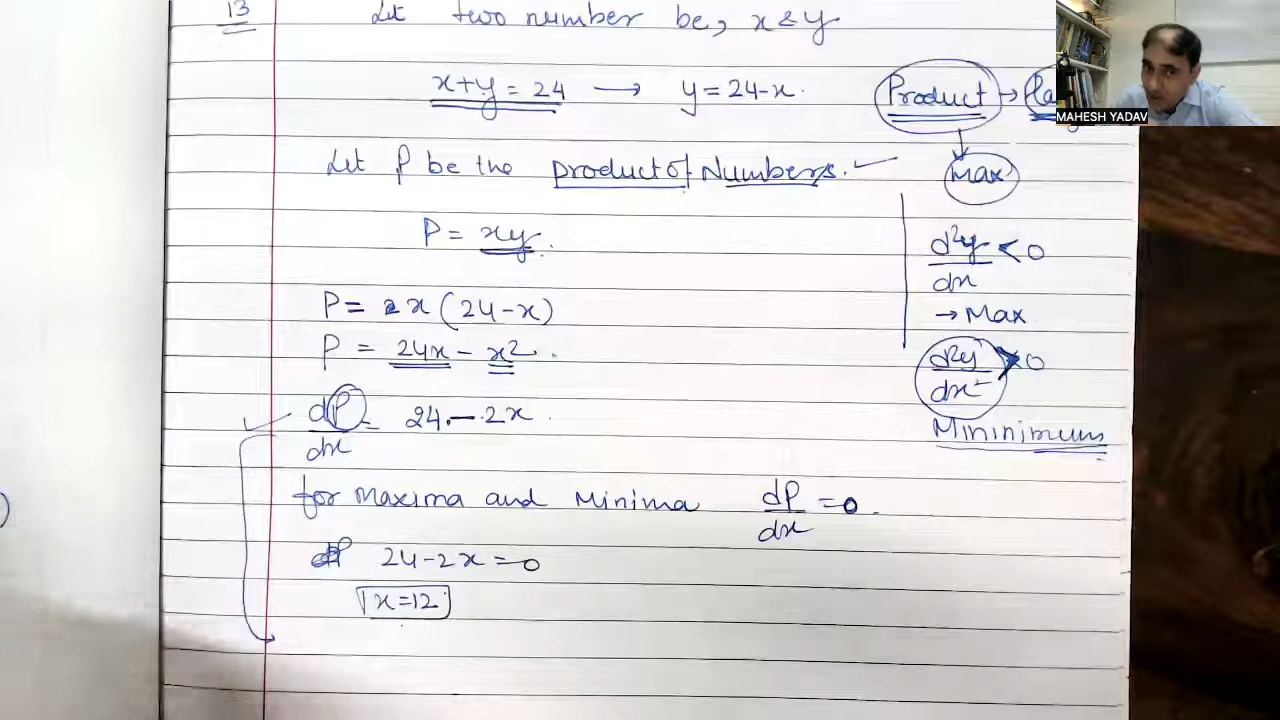 13 Let two number be, x & y
x+y = 24 → y = 24-x.
Product →
Max
Let P be the product of Numbers.
P = xy.
P = x (24-x)
P = 24x - x2.
dP/dx = 24 - 2x
for maxima and minima dP/dx = 0.
24-2x=0
x=12
d2y/dx < 0
→ Max
d2y/dx2 > 0
Mininimum
MAHESH YADAV